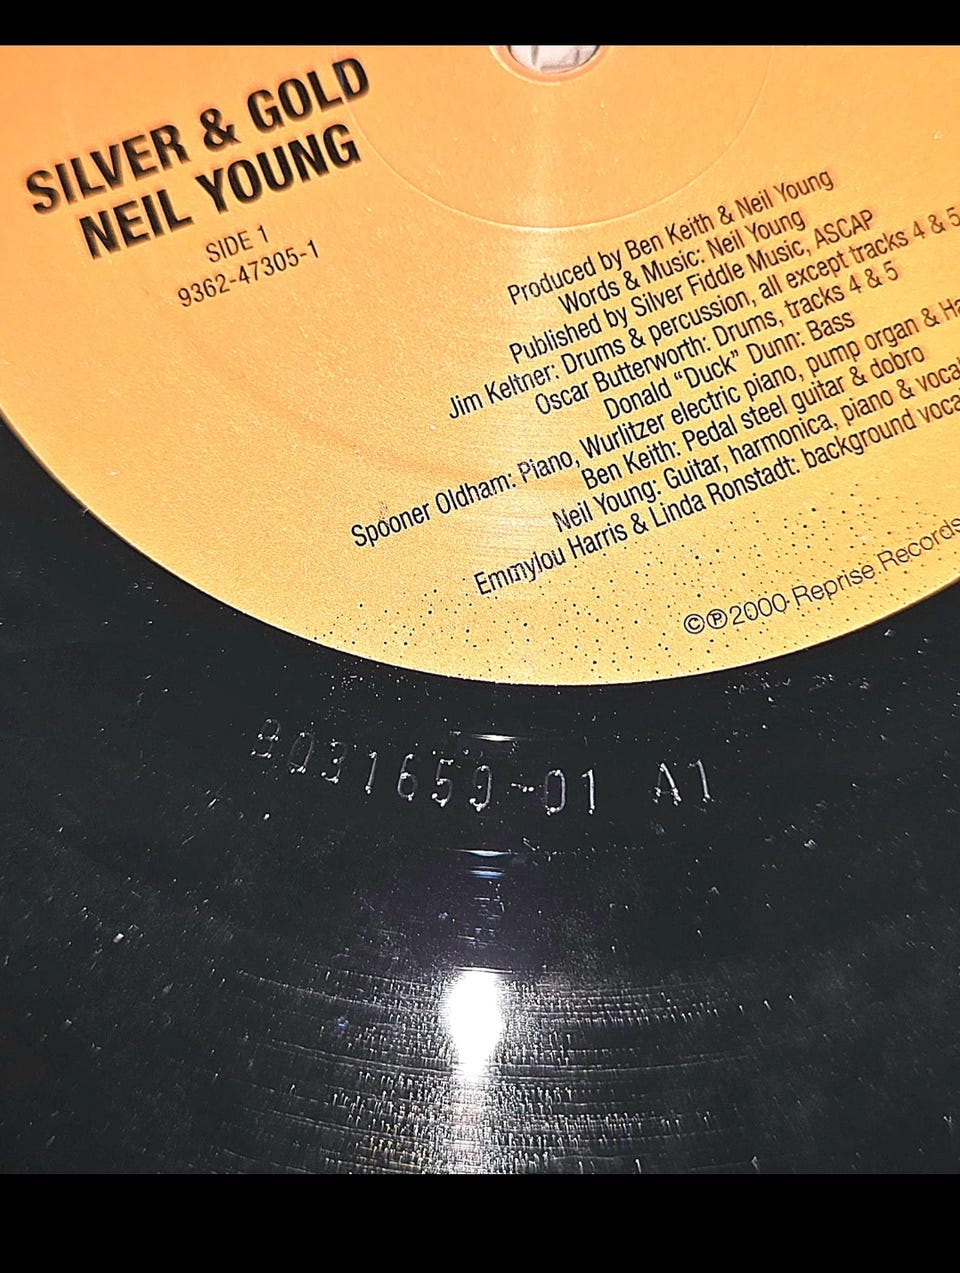 SILVER & GOLD
NEIL YOUNG
SIDE 1
9362-47305-1
Produced by Ben Keith & Neil Young
Words & Music: Neil Young
Published by Silver Fiddle Music, ASCAP
Jim Keltner: Drums & percussion, all except tracks 4 & 5
Oscar Butterworth: Drums, tracks 4 & 5
Donald “Duck” Dunn: Bass
Spooner Oldham: Piano, Wurlitzer electric piano, pump organ &
Ben Keith: Pedal steel guitar & dobro
Neil Young: Guitar, harmonica, piano &
Emmylou Harris & Linda Ronstadt: background
©℗2000 Reprise Records
8031659-01 A1